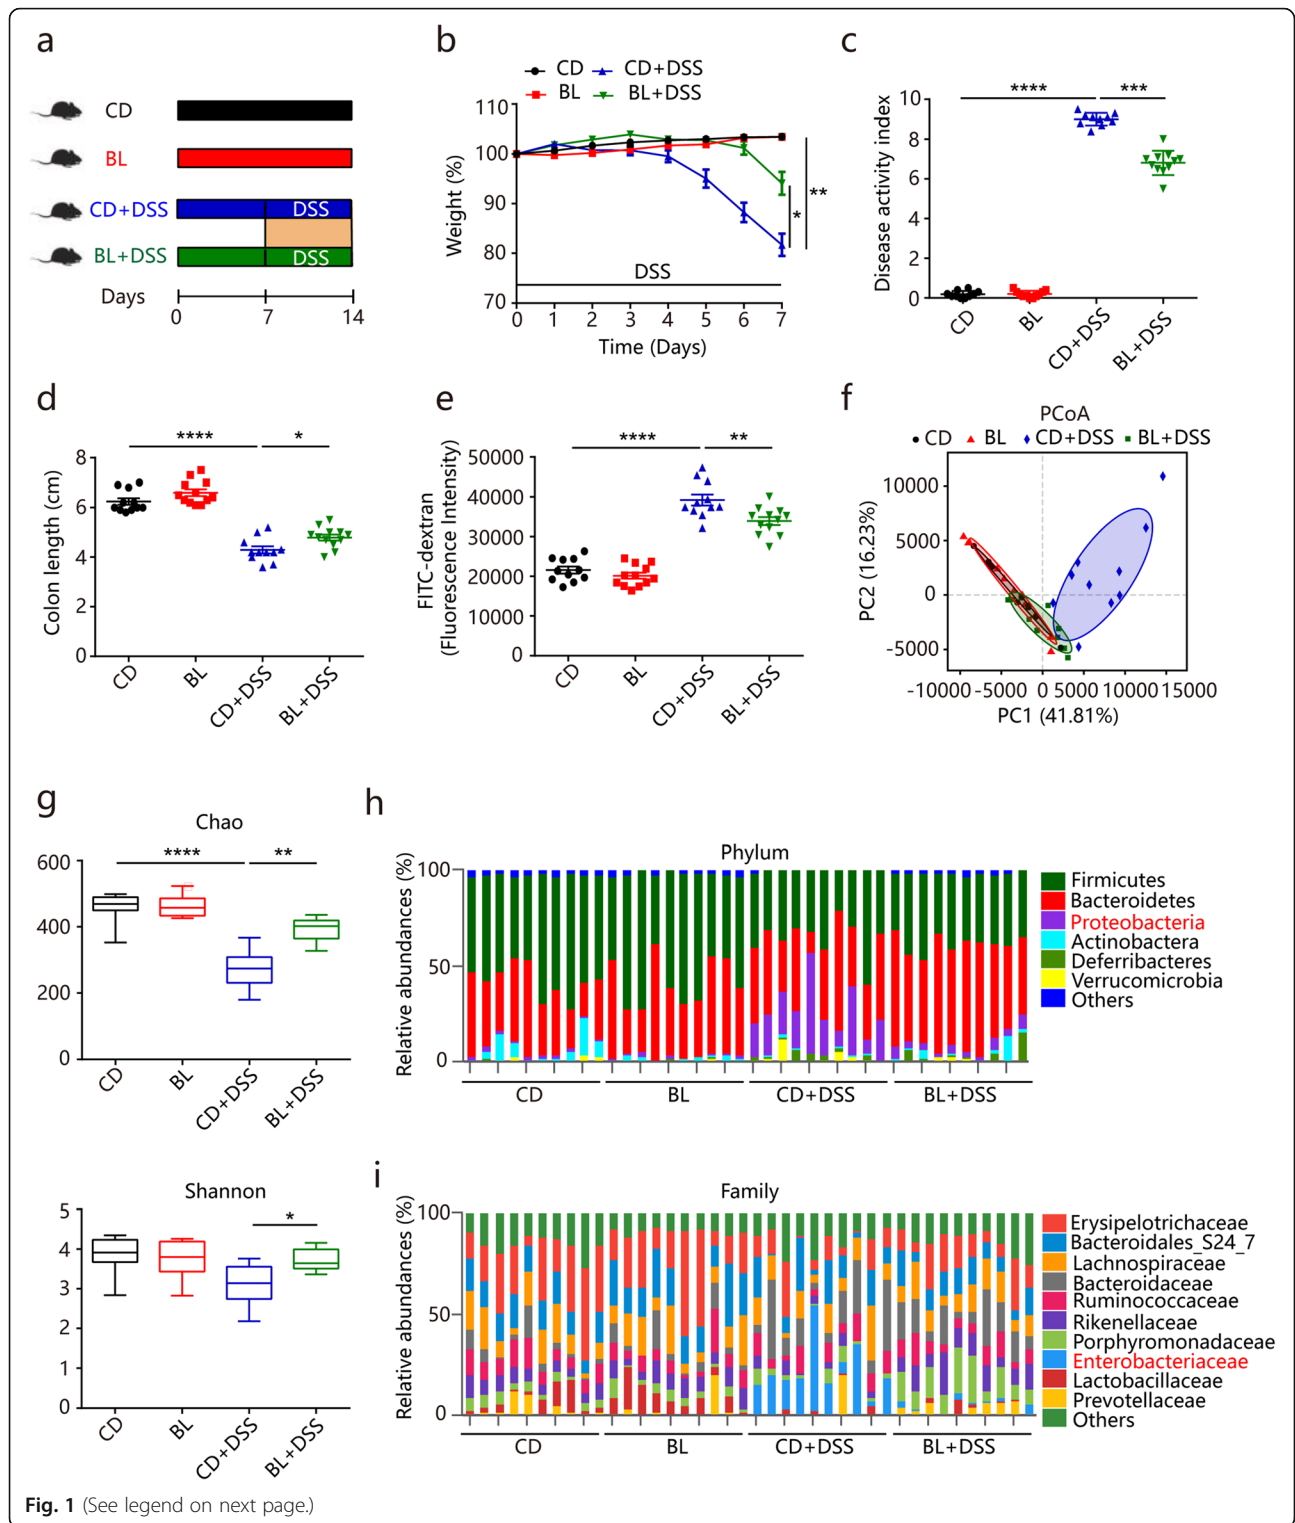 a
CD
BL
CD+DSS
DSS
BL+DSS
DSS
Days
0 7 14
b
CD CD+DSS
BL BL+DSS
110
100
90
80
70
Weight (%)
DSS
*
**
0 1 2 3 4 5 6 7
Time (Days)
c
**** ***
10
8
6
4
2
0
Disease activity index
CD BL CD+DSS BL+DSS
d
**** *
8
6
4
2
0
Colon length (cm)
CD BL CD+DSS BL+DSS
e
**** **
50000
40000
30000
20000
10000
0
FITC-dextran
(Fluorescence Intensity)
CD BL CD+DSS BL+DSS
f
PCoA
CD BL CD+DSS BL+DSS
10000
5000
0
-5000
PC2 (16.23%)
-10000 -5000 0 5000 10000 15000
PC1 (41.81%)
g
Chao
**** **
600
400
200
0
CD BL CD+DSS BL+DSS
Shannon
*
5
4
3
2
1
0
CD BL CD+DSS BL+DSS
h
Phylum
100
50
0
Relative abundances (%)
CD BL CD+DSS BL+DSS
Firmicutes
Bacteroidetes
Proteobacteria
Actinobactera
Deferribacteres
Verrucomicrobia
Others
i
Family
100
50
0
Relative abundances (%)
CD BL CD+DSS BL+DSS
Erysipelotrichaceae
Bacteroidales_S24_7
Lachnospiraceae
Bacteroidaceae
Ruminococcaceae
Rikenellaceae
Porphyromonadaceae
Enterobacteriaceae
Lactobacillaceae
Prevotellaceae
Others
Fig. 1 (See legend on next page.)